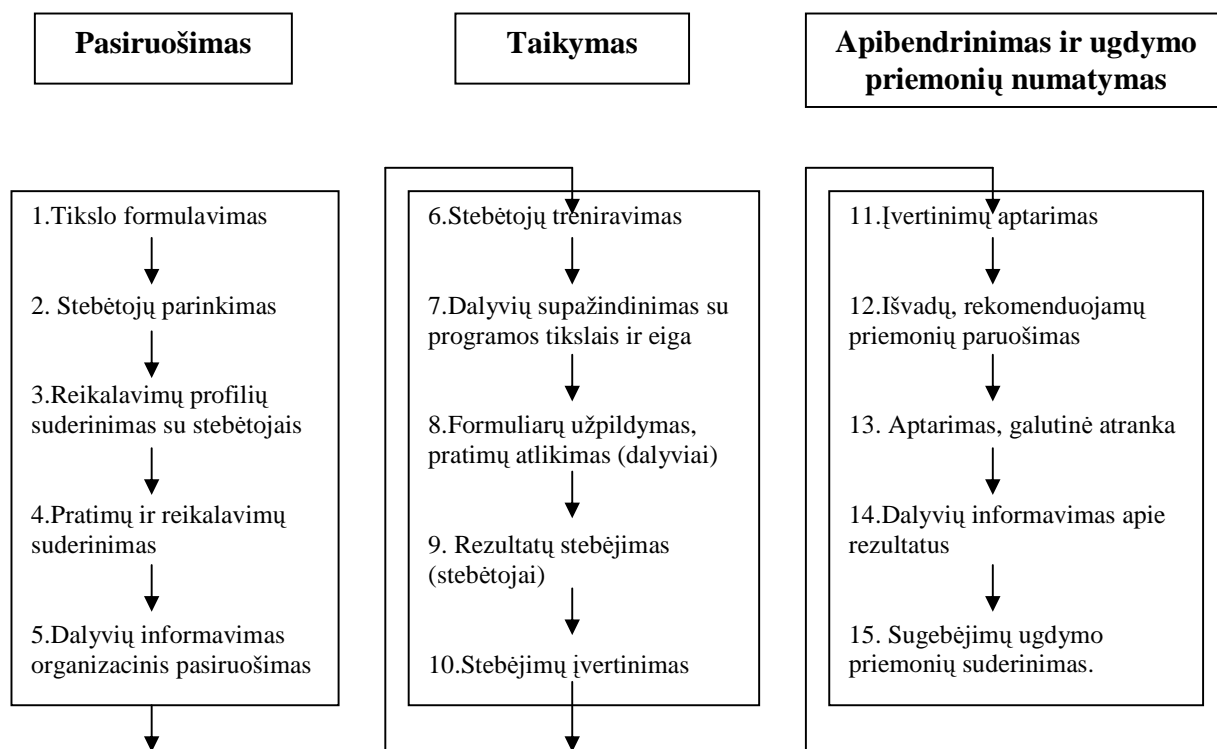 Pasiruošimas
Taikymas
Apibendrinimas ir ugdymo
priemonių numatymas
1.Tikslo formulavimas
2. Stebėtojų parinkimas
3.Reikalavimų profilių
suderinimas su stebėtojais
4.Pratimų ir reikalavimų
suderinimas
5.Dalyvių informavimas
organizacinis pasiruošimas
6.Stebėtojų treniravimas
7.Dalyvių supažindinimas su
programos tikslais ir eiga
8.Formuliarų užpildymas,
pratimų atlikimas (dalyviai)
9. Rezultatų stebėjimas
(stebėtojai)
10.Stebėjimų įvertinimas
11.Įvertinimų aptarimas
12.Išvadų, rekomenduojamų
priemonių paruošimas
13. Aptarimas, galutinė atranka
14.Dalyvių informavimas apie
rezultatus
15. Sugebėjimų ugdymo
priemonių suderinimas.